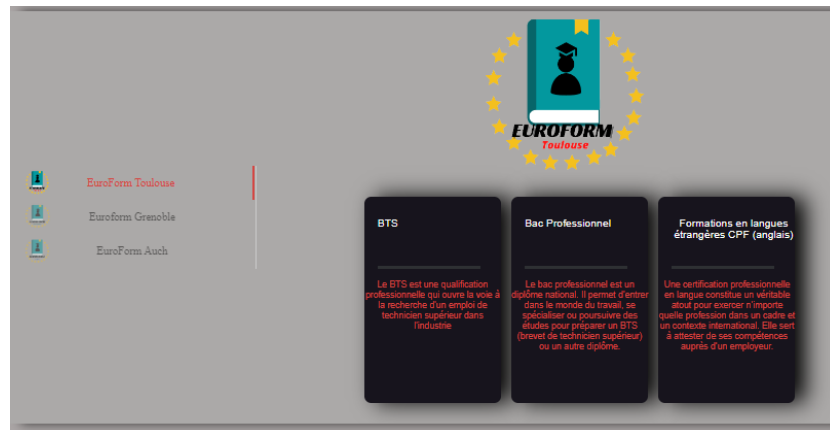 EUROFORM
Toulouse
EuroForm Toulouse
Euroform Grenoble
EuroForm Auch
BTS
Le BTS est une qualification
professionnelle qui ouvre la voie à
la recherche d'un emploi de
technicien supérieur dans
l'industrie
Bac Professionnel
Le bac professionnel est un
diplôme national. Il permet d'entrer
dans le monde du travail, se
spécialiser ou poursuivre des
études pour préparer un BTS
(brevet de technicien supérieur)
ou un autre diplôme.
Formations en langues
étrangères CPF (anglais)
Une certification professionnelle
en langue constitue un véritable
atout pour exercer n'importe
quelle profession dans un cadre et
un contexte international. Elle sert
à attester de ses compétences
auprés d'un employeur.